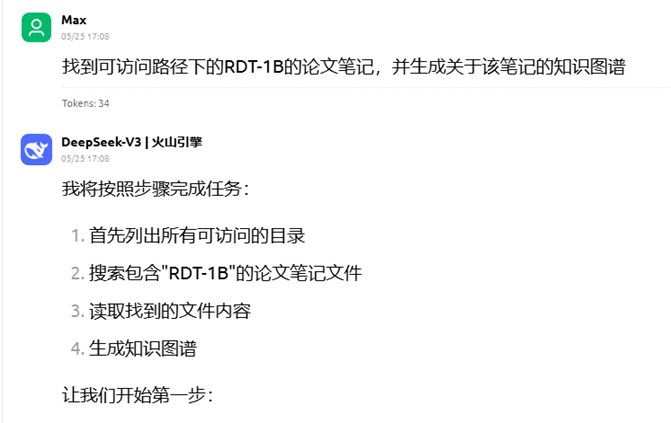 Max
05/25 17:08
找到可访问路径下的RDT-1B的论文笔记，并生成关于该笔记的知识图谱
Tokens: 34
DeepSeek-V3 | 火山引擎
05/25 17:08
我将按照步骤完成任务：
1. 首先列出所有可访问的目录
2. 搜索包含"RDT-1B"的论文笔记文件
3. 读取找到的文件内容
4. 生成知识图谱
让我们开始第一步：